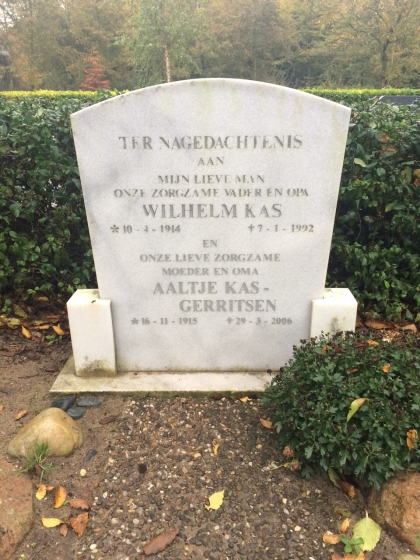 TER NAGEDACHTENIS
AAN
MIJN LIEVE MAN
ONZE ZORGZAME VADER EN OPA
WILHELM KAS
* 10 - 4 - 1914 † 7 - 1 - 1992
EN
ONZE LIEVE ZORGZAME
MOEDER EN OMA
AALTJE KAS -
GERRITSEN
* 16 - 11 - 1915 † 29 - 3 - 2006